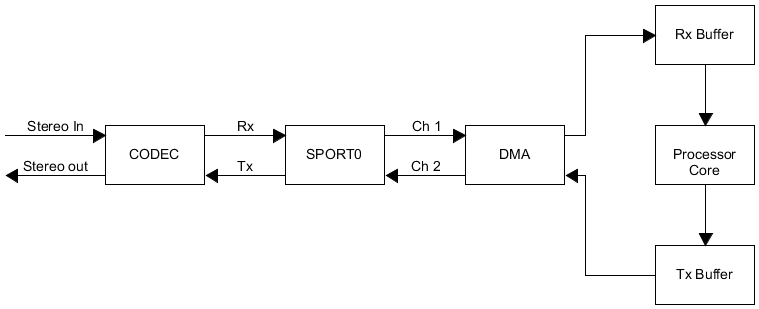 Rx Buffer
Stereo In
Rx
Ch 1
CODEC
SPORT0
DMA
Processor
Core
Stereo out
Tx
Ch 2
Tx Buffer